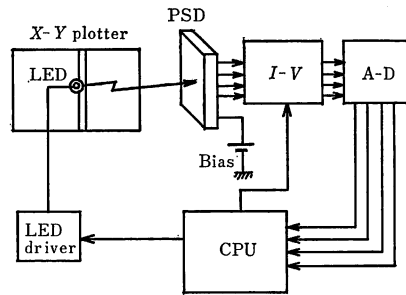 X-Y plotter
PSD
LED
I-V
A-D
Bias
LED
driver
CPU